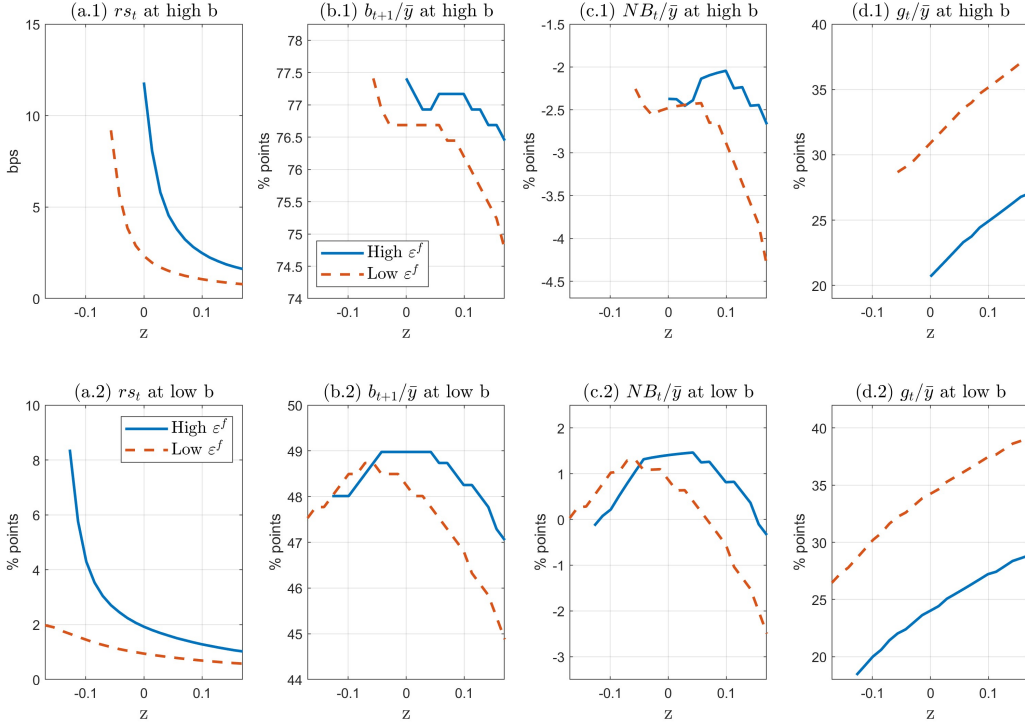 (a.1) rs_t at high b
(b.1) b_{t+1}/ȳ at high b
(c.1) NB_t/ȳ at high b
(d.1) g_t/ȳ at high b
bps
15
10
5
0
-0.1 0 0.1
z
% points
78
77.5
77
76.5
76
75.5
75
74.5
74
High ε^f
Low ε^f
-0.1 0 0.1
z
% points
-1.5
-2
-2.5
-3
-3.5
-4
-4.5
-0.1 0 0.1
z
% points
40
35
30
25
20
-0.1 0 0.1
z
(a.2) rs_t at low b
(b.2) b_{t+1}/ȳ at low b
(c.2) NB_t/ȳ at low b
(d.2) g_t/ȳ at low b
% points
10
8
6
4
2
0
High ε^f
Low ε^f
-0.1 0 0.1
z
% points
50
49
48
47
46
45
44
-0.1 0 0.1
z
% points
2
1
0
-1
-2
-3
-0.1 0 0.1
z
% points
40
35
30
25
20
-0.1 0 0.1
z